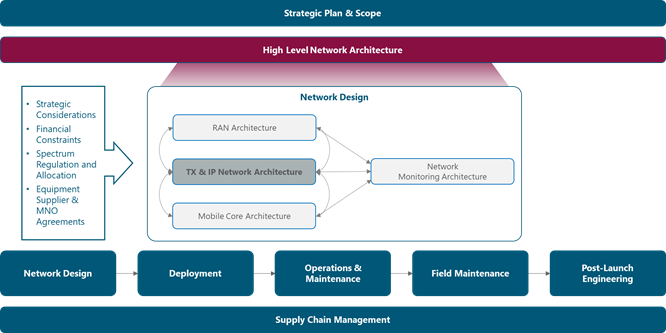 Strategic Plan & Scope
High Level Network Architecture
Network Design
• Strategic
Considerations
• Financial
Constraints
• Spectrum
Regulation and
Allocation
• Equipment
Supplier &
MNO
Agreements
RAN Architecture
TX & IP Network Architecture
Mobile Core Architecture
Network
Monitoring Architecture
Network Design
Deployment
Operations &
Maintenance
Field Maintenance
Post-Launch
Engineering
Supply Chain Management